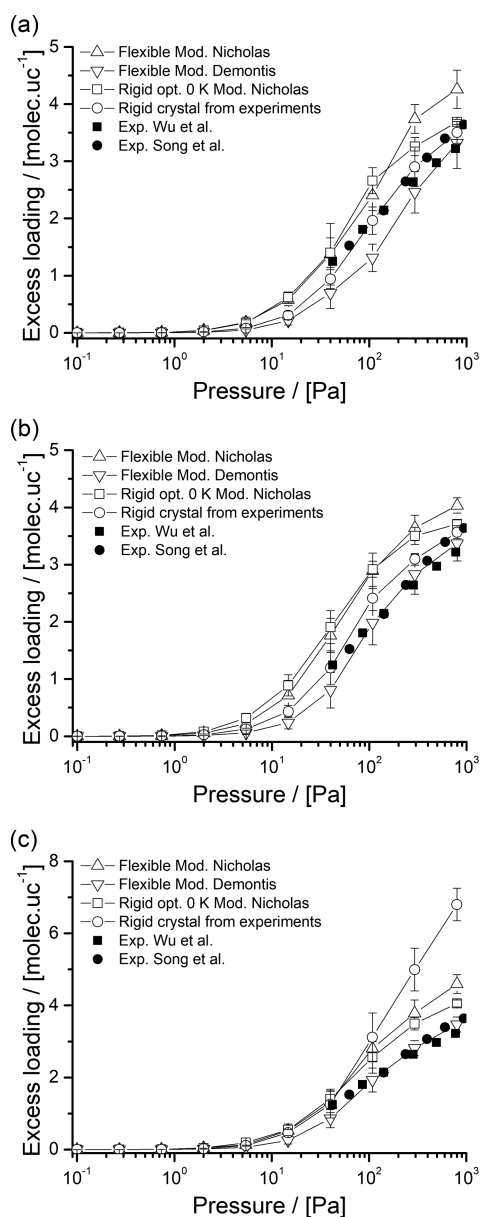 (a)
Flexible Mod. Nicholas
Flexible Mod. Demontis
Rigid opt. 0 K Mod. Nicholas
Rigid crystal from experiments
Exp. Wu et al.
Exp. Song et al.
Excess loading / [molec.uc⁻¹]
5
4
3
2
1
0
10⁻¹ 10⁰ 10¹ 10² 10³
Pressure / [Pa]
(b)
Flexible Mod. Nicholas
Flexible Mod. Demontis
Rigid opt. 0 K Mod. Nicholas
Rigid crystal from experiments
Exp. Wu et al.
Exp. Song et al.
Excess loading / [molec.uc⁻¹]
5
4
3
2
1
0
10⁻¹ 10⁰ 10¹ 10² 10³
Pressure / [Pa]
(c)
Flexible Mod. Nicholas
Flexible Mod. Demontis
Rigid opt. 0 K Mod. Nicholas
Rigid crystal from experiments
Exp. Wu et al.
Exp. Song et al.
Excess loading / [molec.uc⁻¹]
8
6
4
2
0
10⁻¹ 10⁰ 10¹ 10² 10³
Pressure / [Pa]